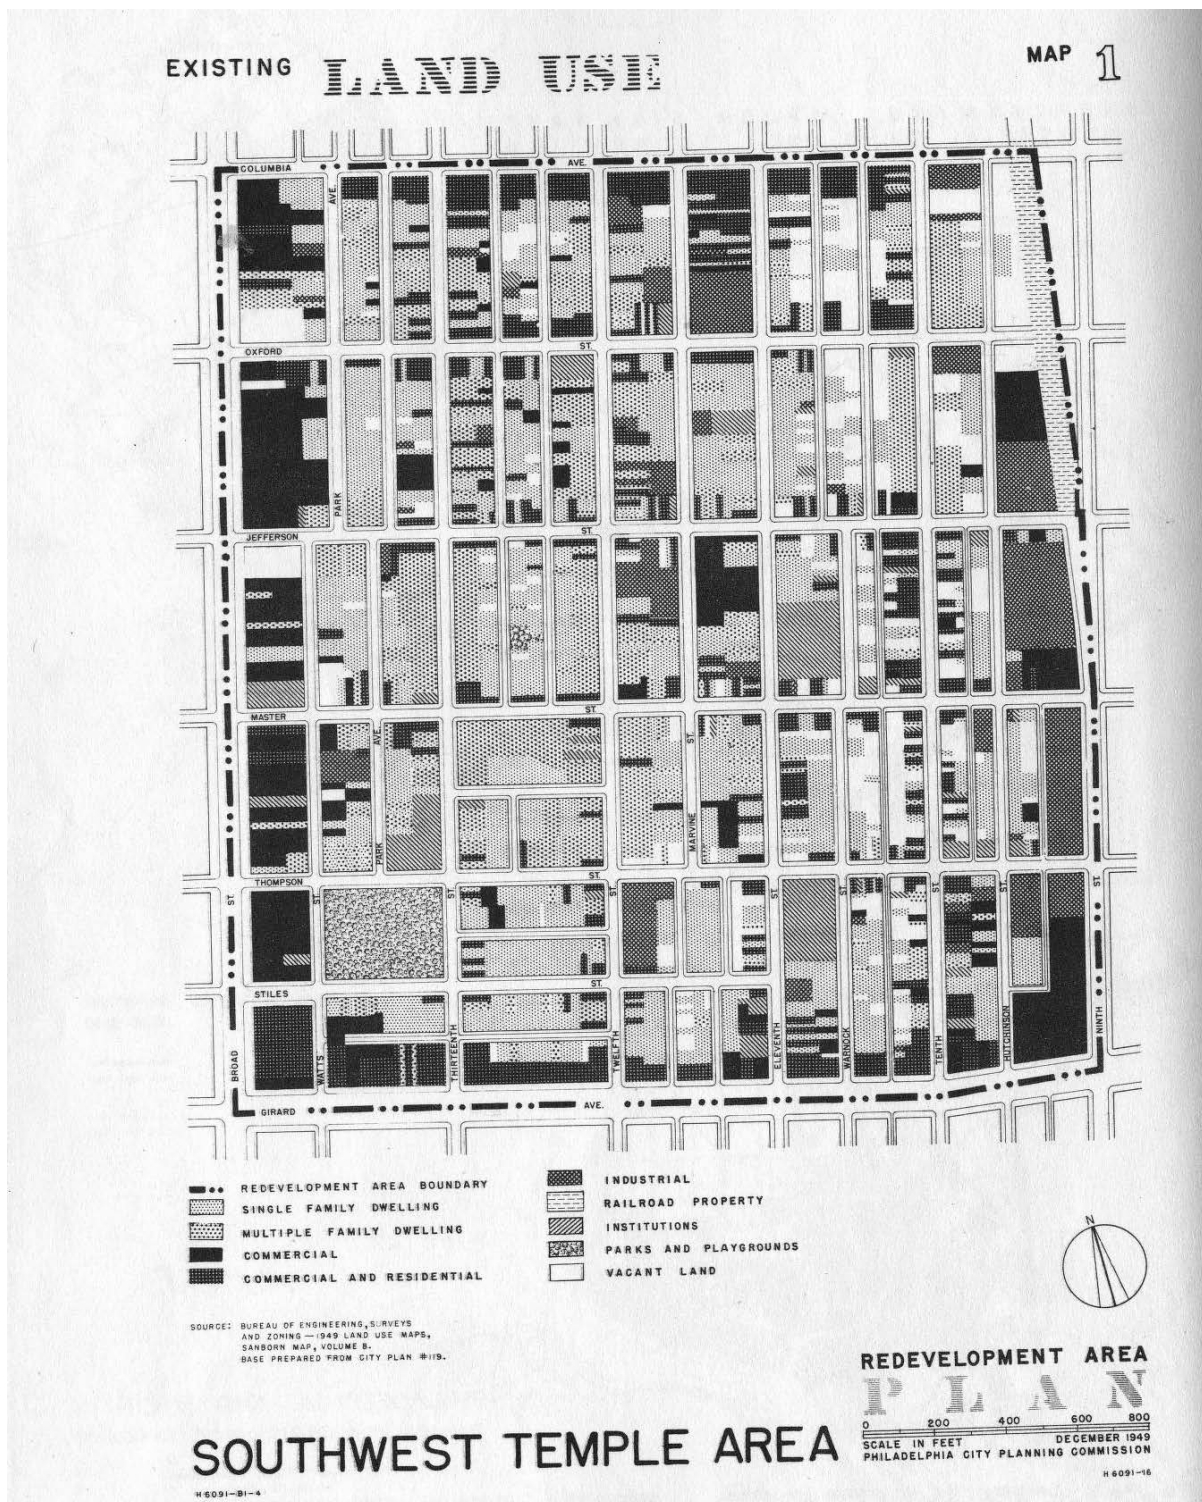 EXISTING LAND USE
MAP 1
COLUMBIA AVE.
AVE.
OXFORD ST.
PARK
JEFFERSON ST.
MASTER ST.
AVE.
ST.
PARK
MARVINE
THOMPSON ST.
ST. ST. ST. ST. ST. ST. ST. ST. ST.
STILES ST.
BROAD WATTS THIRTEENTH TWELFTH ELEVENTH WARNOCK TENTH HUTCHINSON NINTH
GIRARD AVE.
REDEVELOPMENT AREA BOUNDARY
SINGLE FAMILY DWELLING
MULTIPLE FAMILY DWELLING
COMMERCIAL
COMMERCIAL AND RESIDENTIAL
INDUSTRIAL
RAILROAD PROPERTY
INSTITUTIONS
PARKS AND PLAYGROUNDS
VACANT LAND
N
SOURCE: BUREAU OF ENGINEERING, SURVEYS
AND ZONING — 1949 LAND USE MAPS,
SANBORN MAP, VOLUME 8.
BASE PREPARED FROM CITY PLAN #119.
REDEVELOPMENT AREA
PLAN
0 200 400 600 800
SCALE IN FEET DECEMBER 1949
PHILADELPHIA CITY PLANNING COMMISSION
H 6091-16
SOUTHWEST TEMPLE AREA
H 6091-B1-4